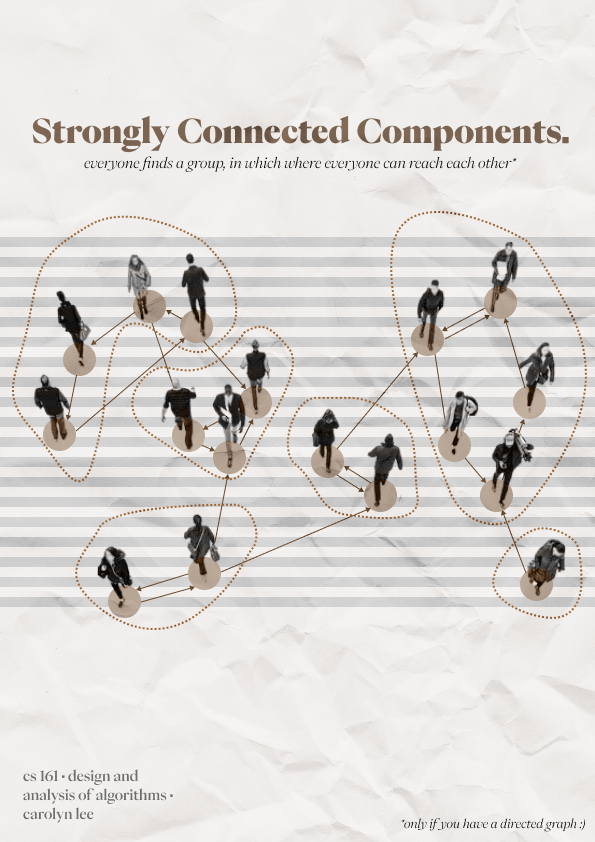 Strongly Connected Components.
everyone finds a group, in which where everyone can reach each other*
cs 161 • design and
analysis of algorithms •
carolyn lee
*only if you have a directed graph :)